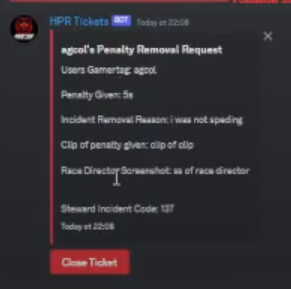 HPR Tickets BOT Today at 22:08
agcol's Penalty Removal Request
Users Gamertag: agcol
Penalty Given: 5s
Incident Removal Reason: i was not speding
Clip of penalty given: clip of clip
Race Director Screenshot: ss of race director
Steward Incident Code: 137
Today at 22:08
Close Ticket